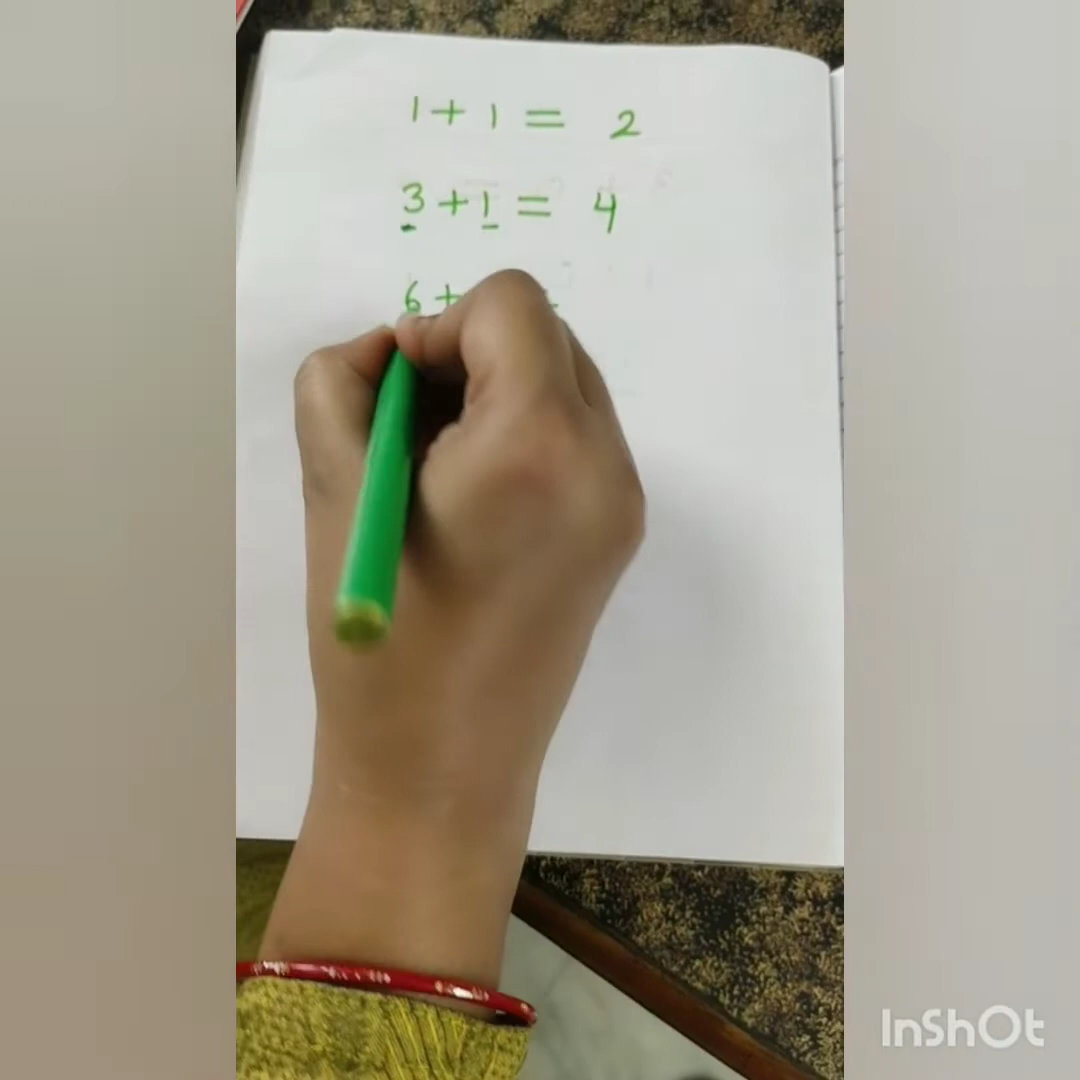 1 + 1 = 2
3 + 1 = 4
6 +
InShOt